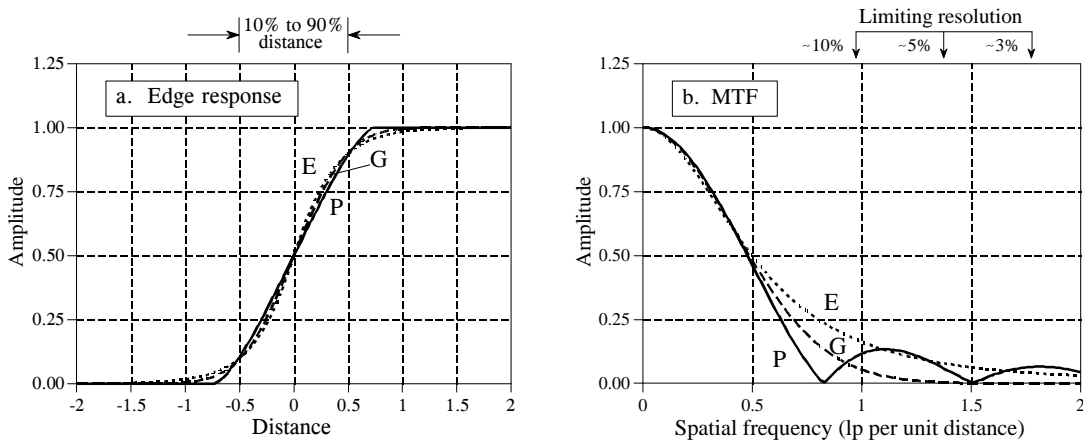 10% to 90%
distance
1.25
1.00
0.75
0.50
0.25
0.00
Amplitude
a. Edge response
E
G
P
-2
-1.5
-1
-0.5
0
0.5
1
1.5
2
Distance
Limiting resolution
~10%
~5%
~3%
1.25
1.00
0.75
0.50
0.25
0.00
Amplitude
b. MTF
E
G
P
0
0.5
1
1.5
2
Spatial frequency (lp per unit distance)